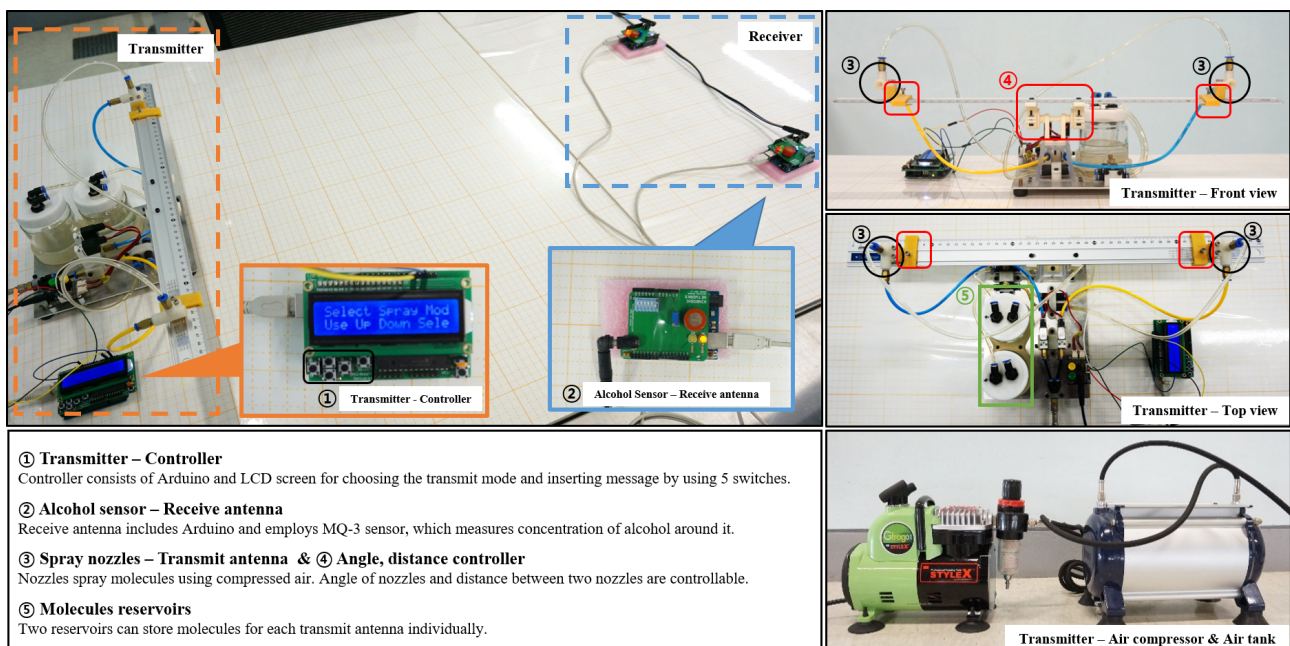 Transmitter
Receiver
Select Spray Mod
Use Up Down Sele
① Transmitter - Controller
② Alcohol Sensor – Receive antenna
③
④
③
Transmitter – Front view
③
③
⑤
Transmitter – Top view
① Transmitter – Controller
Controller consists of Arduino and LCD screen for choosing the transmit mode and inserting message by using 5 switches.
② Alcohol sensor – Receive antenna
Receive antenna includes Arduino and employs MQ-3 sensor, which measures concentration of alcohol around it.
③ Spray nozzles – Transmit antenna & ④ Angle, distance controller
Nozzles spray molecules using compressed air. Angle of nozzles and distance between two nozzles are controllable.
⑤ Molecules reservoirs
Two reservoirs can store molecules for each transmit antenna individually.
STYLEX
Transmitter – Air compressor & Air tank